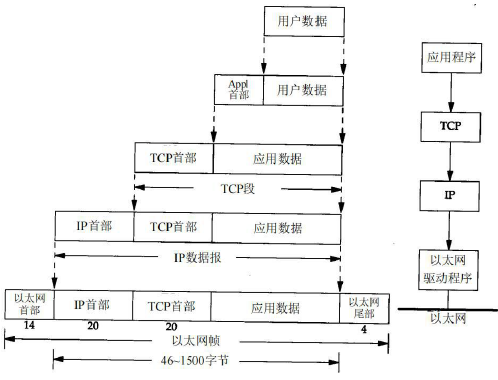 用户数据
Appl
首部
用户数据
应用程序
TCP首部
应用数据
TCP
TCP段
IP首部
TCP首部
应用数据
IP
IP数据报
以太网
驱动程序
以太网
首部
IP首部
TCP首部
应用数据
以太网
尾部
以太网
14
20
20
4
以太网帧
46~1500字节